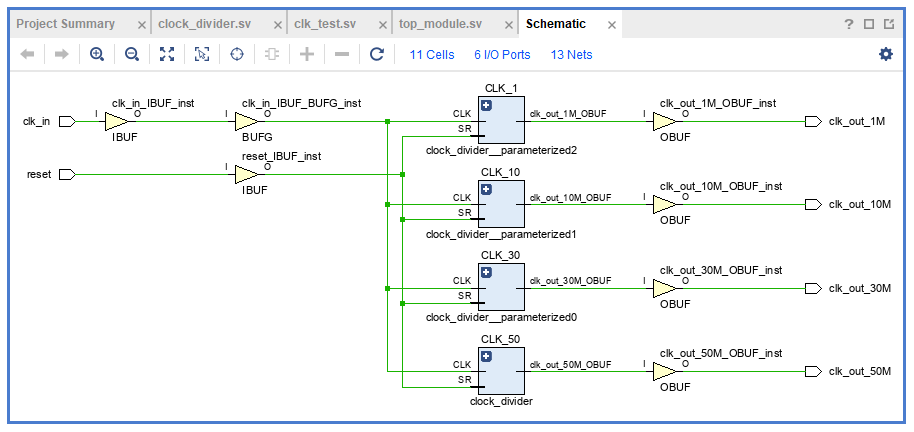 Project Summary × clock_divider.sv × clk_test.sv × top_module.sv × Schematic × ?
11 Cells 6 I/O Ports 13 Nets
CLK_1
clk_in_IBUF_inst clk_in_IBUF_BUFG_inst clk_out_1M_OBUF_inst
clk_in I O I O CLK clk_out_1M_OBUF I O clk_out_1M
IBUF BUFG SR OBUF
clock_divider__parameterized2
reset_IBUF_inst
reset I O
IBUF
CLK_10
clk_out_10M_OBUF_inst
CLK clk_out_10M_OBUF I O clk_out_10M
SR OBUF
clock_divider__parameterized1
CLK_30
clk_out_30M_OBUF_inst
CLK clk_out_30M_OBUF I O clk_out_30M
SR OBUF
clock_divider__parameterized0
CLK_50
clk_out_50M_OBUF_inst
CLK clk_out_50M_OBUF I O clk_out_50M
SR OBUF
clock_divider